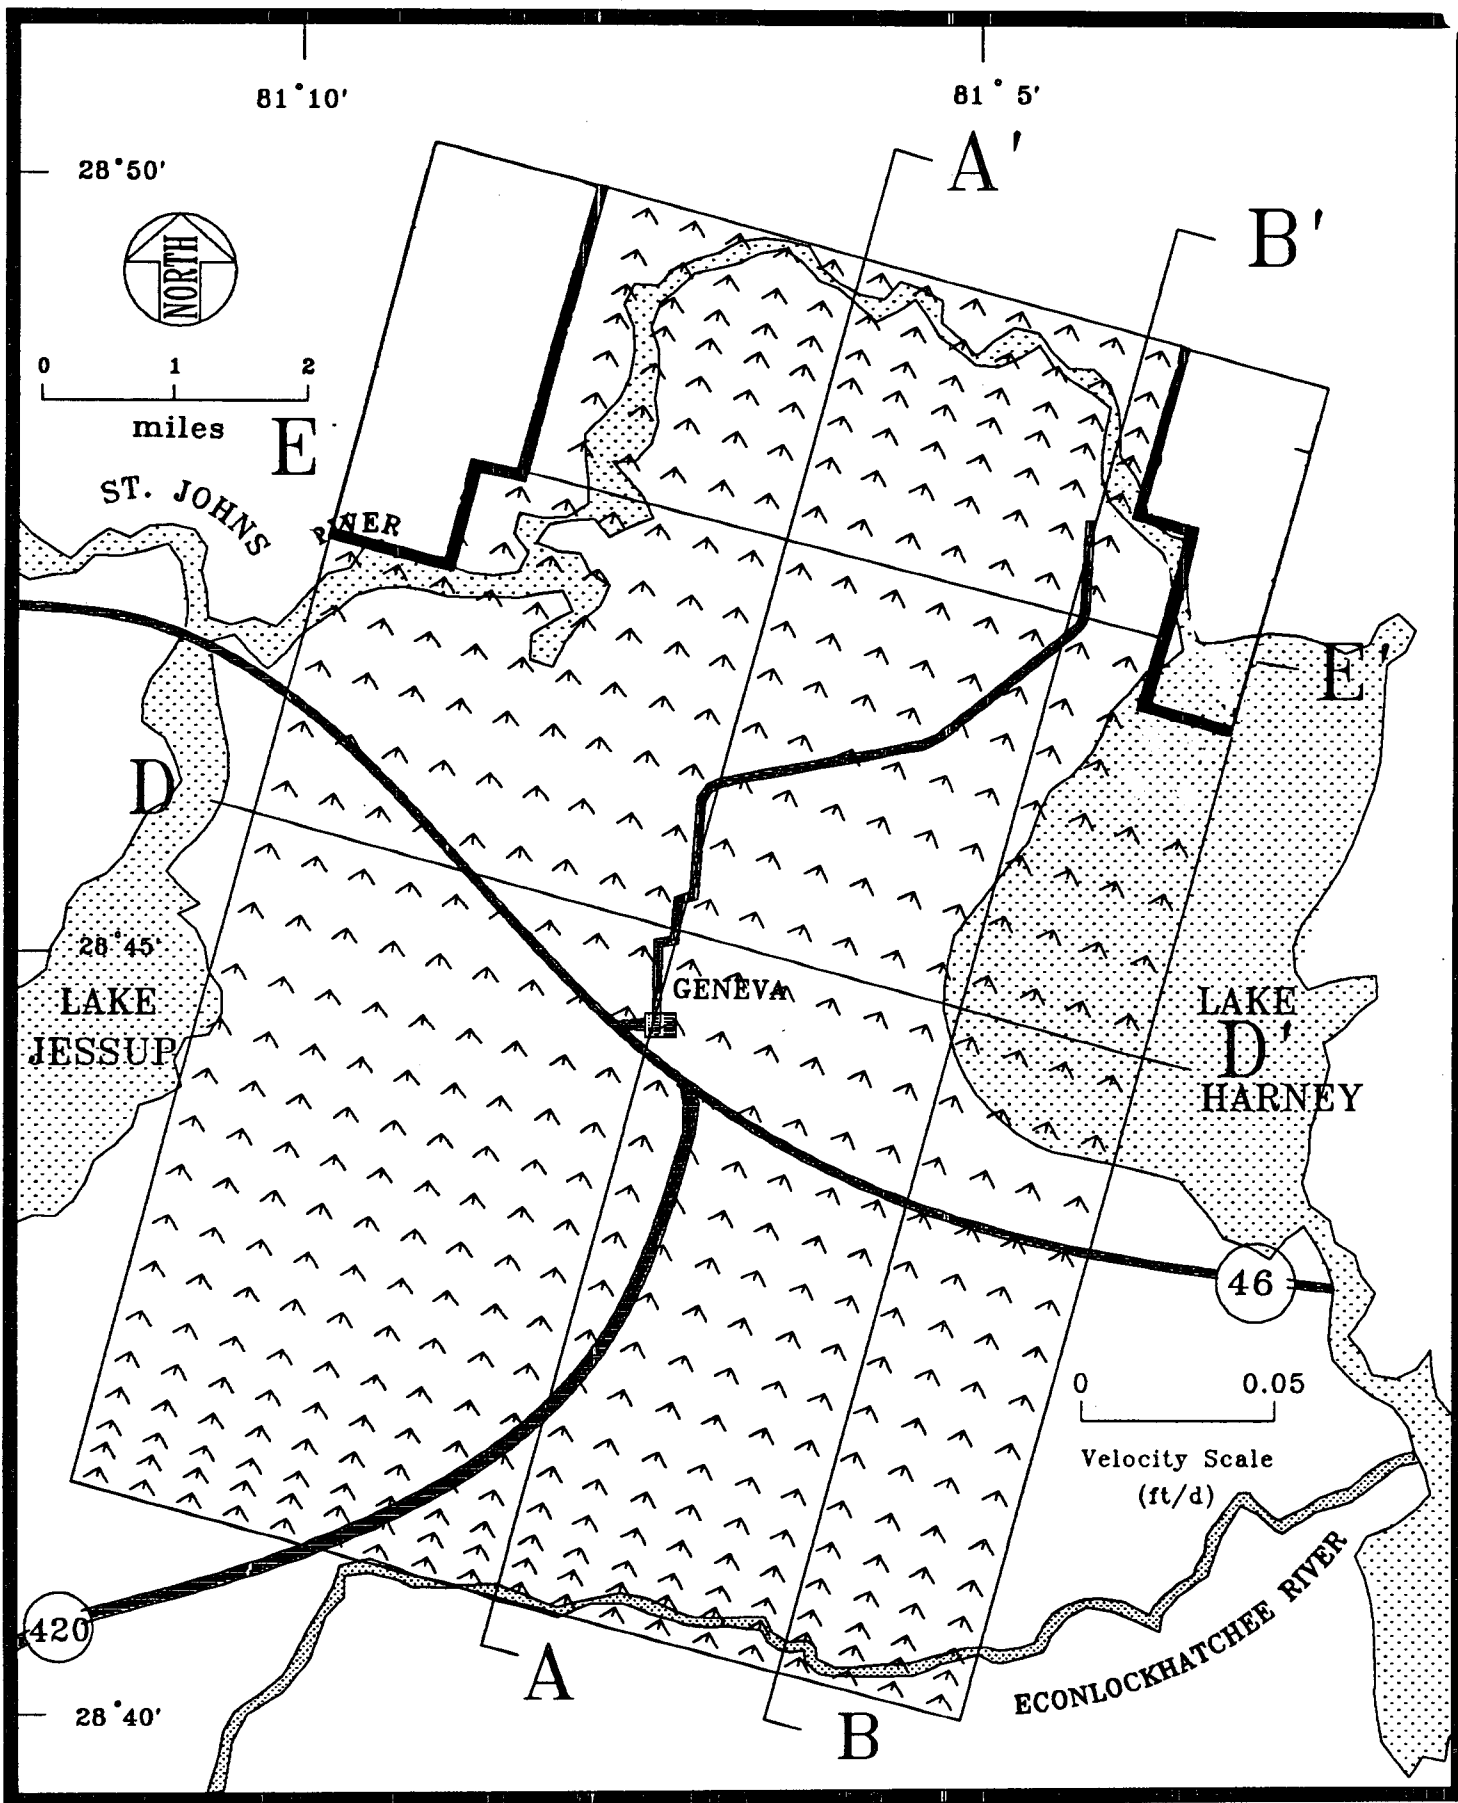 81°10'
81° 5'
A'
28°50'
B'
NORTH
0 1 2
miles
E
ST. JOHNS
E'
D
28°45'
GENEVA
LAKE
JESSUP
LAKE
D'
HARNEY
46
0 0.05
Velocity Scale
(ft/d)
420
ECONLOCKHATCHEE RIVER
A
28°40'
B